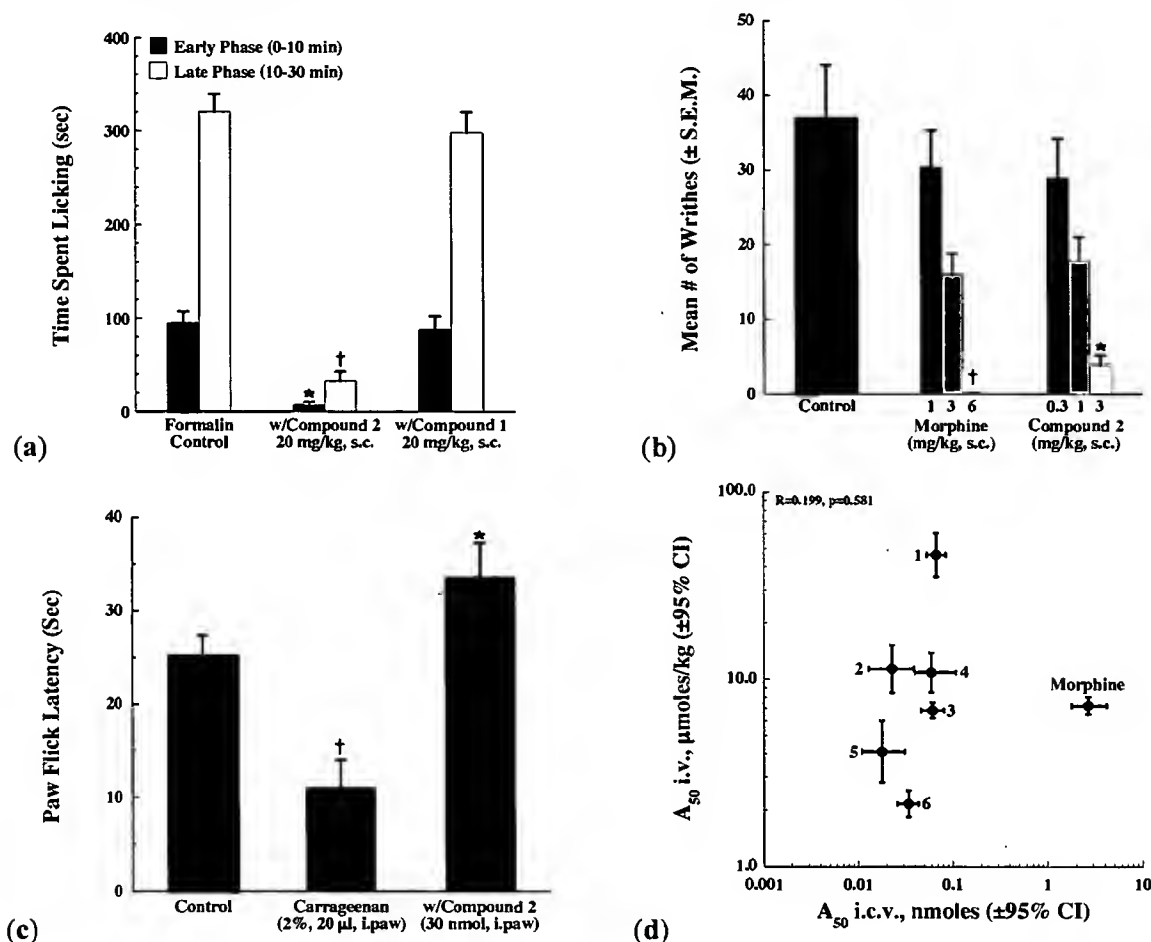 400
300
200
100
0
Time Spent Licking (sec)
Early Phase (0-10 min)
Late Phase (10-30 min)
*
†
Formalin Control
w/Compound 2 20 mg/kg, s.c.
w/Compound 1 20 mg/kg, s.c.
(a)
50
40
30
20
10
0
Mean # of Writhes (± S.E.M.)
†
*
Control
1 3 6
Morphine (mg/kg, s.c.)
0.3 1 3
Compound 2 (mg/kg, s.c.)
(b)
40
30
20
10
0
Paw Flick Latency (Sec)
†
*
Control
Carrageenan (2%, 20 µl, i.paw)
w/Compound 2 (30 nmol, i.paw)
(c)
100.0
10.0
1.0
A50 i.v., µmoles/kg (±95% CI)
R=0.199, p=0.581
1
2
4
3
Morphine
5
6
0.001 0.01 0.1 1 10
A50 i.c.v., nmoles (±95% CI)
(d)